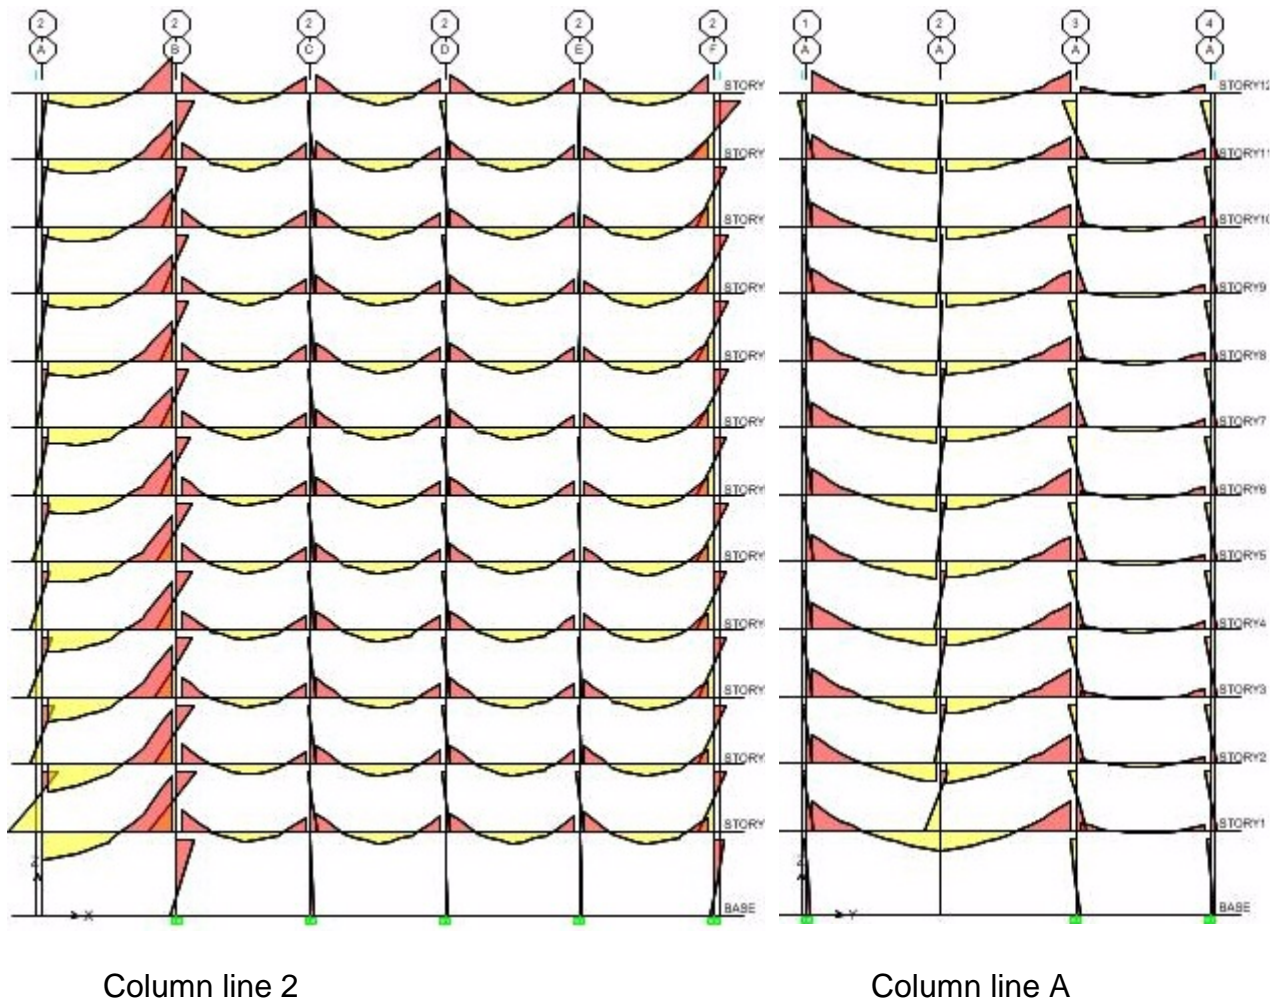 2 2 2 2 2 2 1 2 3 4
A B C D E F A A A A
STORY STORY12
STORY STORY11
STORY STORY10
STORY STORY9
STORY STORY8
STORY STORY7
STORY STORY6
STORY STORY5
STORY STORY4
STORY STORY3
STORY STORY2
STORY STORY1
Z Z
X BASE Y BASE
Column line 2 Column line A